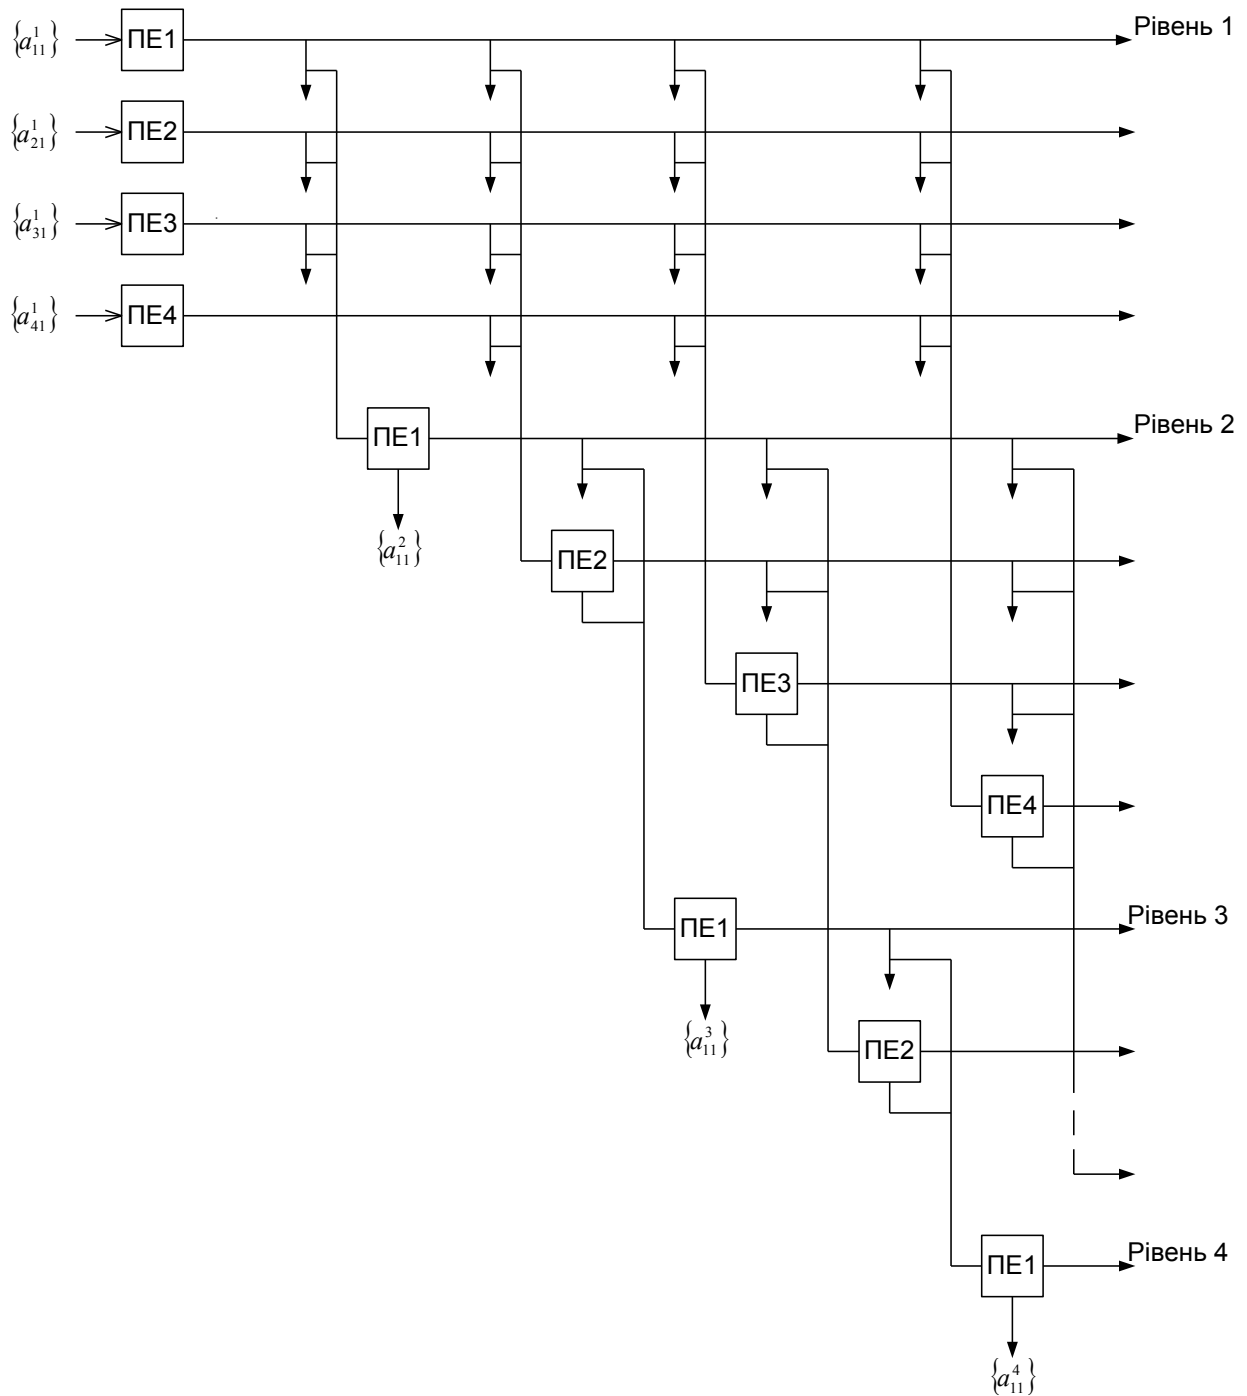 {a¹₁₁} ПЕ1 Рівень 1
{a¹₂₁} ПЕ2
{a¹₃₁} ПЕ3
{a¹₄₁} ПЕ4
ПЕ1 Рівень 2
{a²₁₁}
ПЕ2
ПЕ3
ПЕ4
ПЕ1 Рівень 3
{a³₁₁}
ПЕ2
ПЕ1 Рівень 4
{a⁴₁₁}